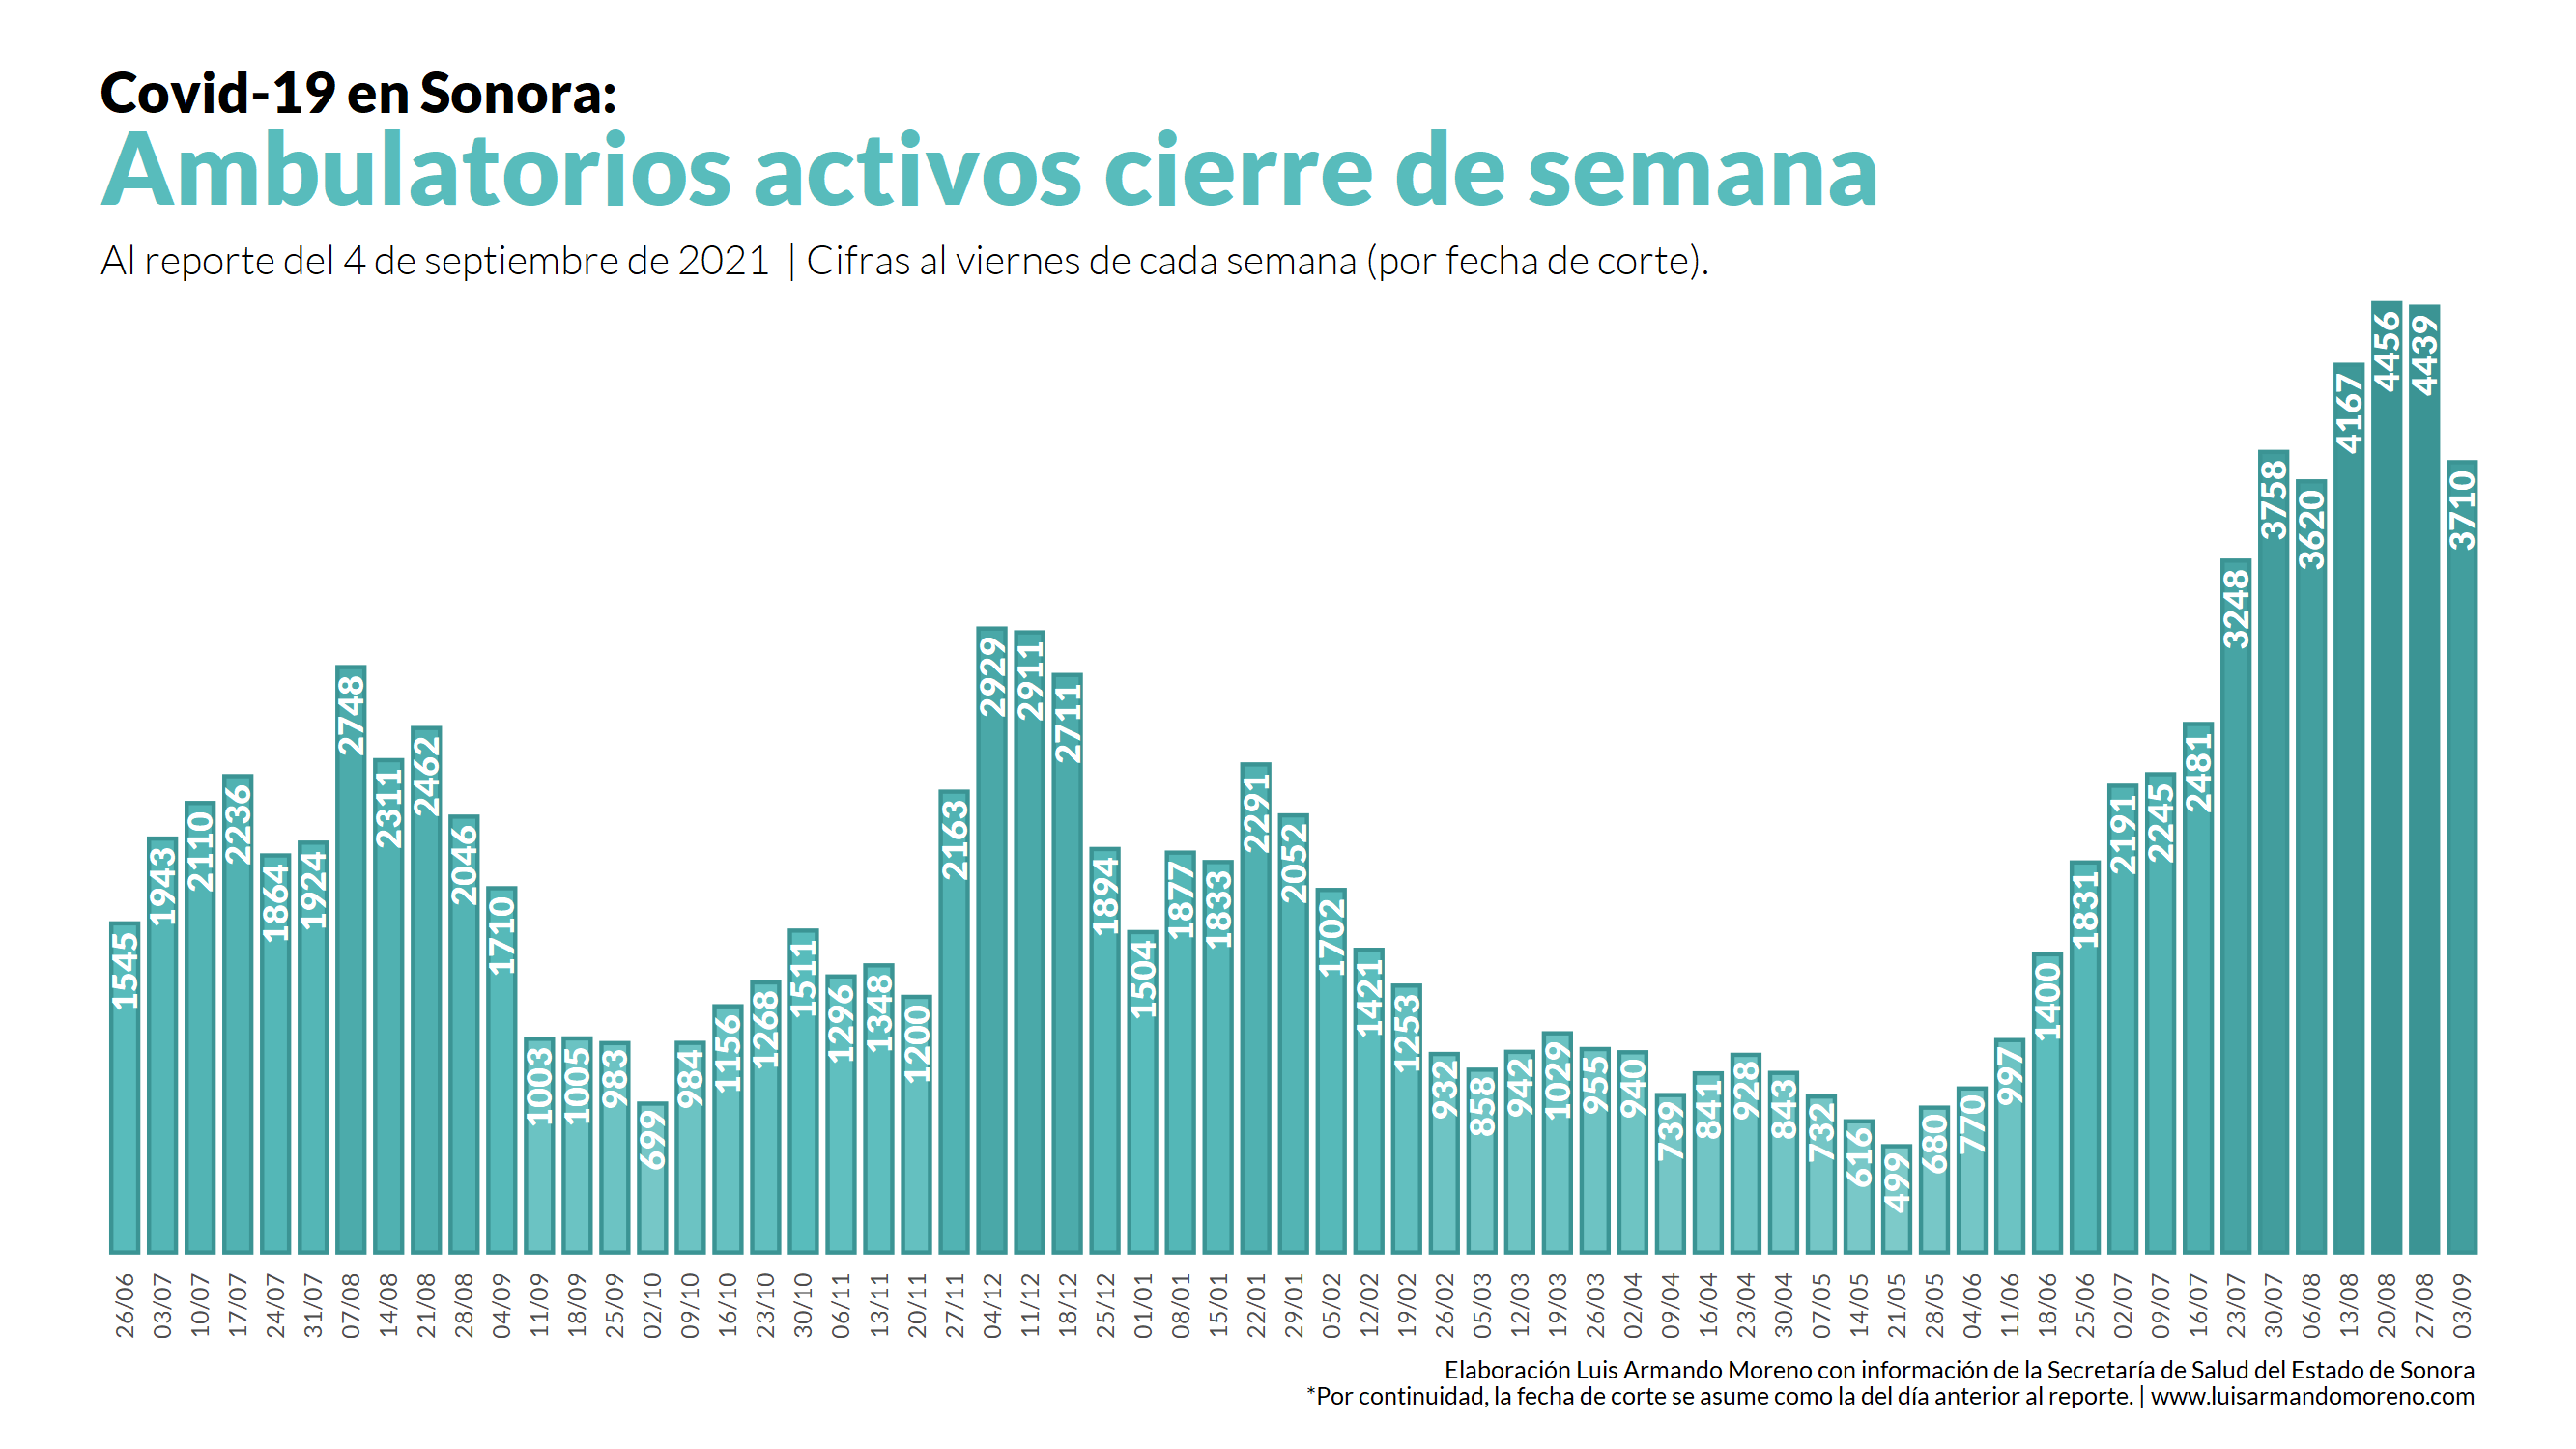 Covid-19 en Sonora:
Ambulatorios activos cierre de semana
Al reporte del 4 de septiembre de 2021 | Cifras al viernes de cada semana (por fecha de corte).
1545 1943 2110 2236 1864 1924 2748 2311 2462 2046 1710 1003 1005 983 699 984 1156 1268 1511 1296 1348 1200 2163 2929 2911 2711 1894 1504 1877 1833 2291 2052 1702 1421 1253 932 858 942 1029 955 940 739 841 928 843 732 616 499 680 770 997 1400 1831 2191 2245 2481 3248 3758 3620 4167 4456 4439 3710
26/06 03/07 10/07 17/07 24/07 31/07 07/08 14/08 21/08 28/08 04/09 11/09 18/09 25/09 02/10 09/10 16/10 23/10 30/10 06/11 13/11 20/11 27/11 04/12 11/12 18/12 25/12 01/01 08/01 15/01 22/01 29/01 05/02 12/02 19/02 26/02 05/03 12/03 19/03 26/03 02/04 09/04 16/04 23/04 30/04 07/05 14/05 21/05 28/05 04/06 11/06 18/06 25/06 02/07 09/07 16/07 23/07 30/07 06/08 13/08 20/08 27/08 03/09
Elaboración Luis Armando Moreno con información de la Secretaría de Salud del Estado de Sonora
*Por continuidad, la fecha de corte se asume como la del día anterior al reporte. | www.luisarmandomoreno.com